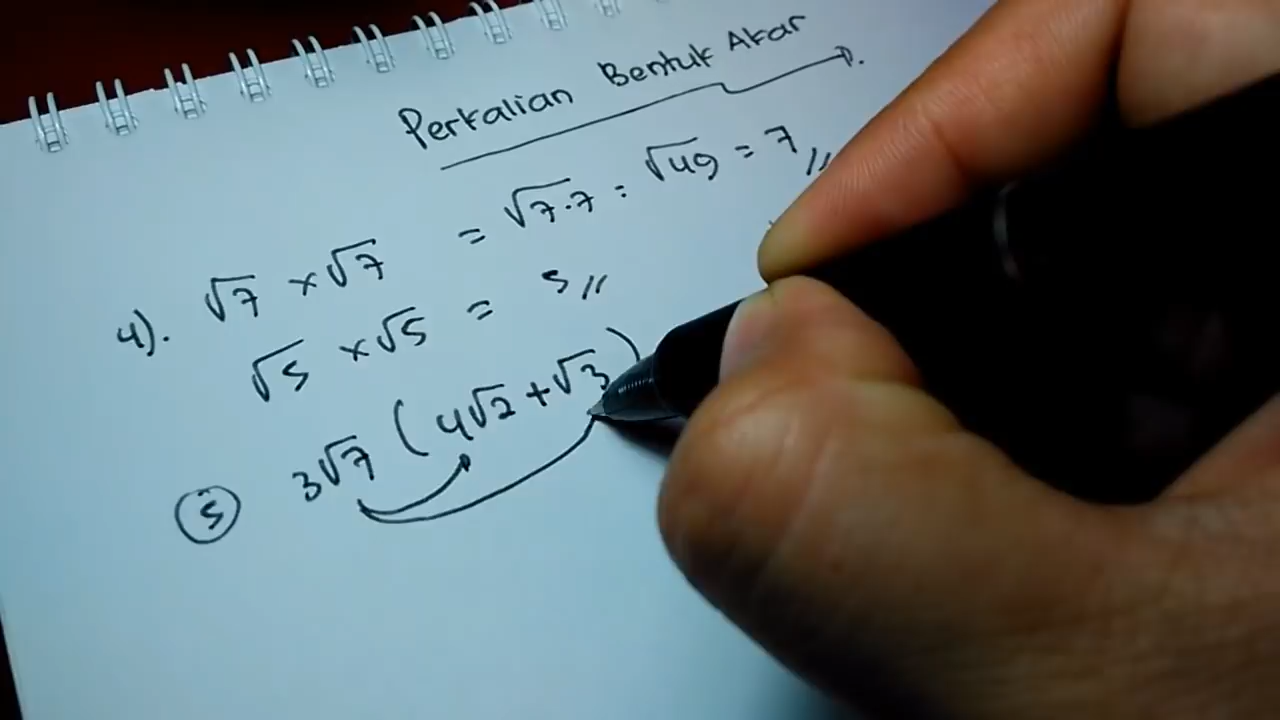 Perkalian Bentuk Akar
4). √7 × √7 = √7.7 = √49 = 7 //
√5 × √5 = 5 //
5 3√7 (4√2 + √3)